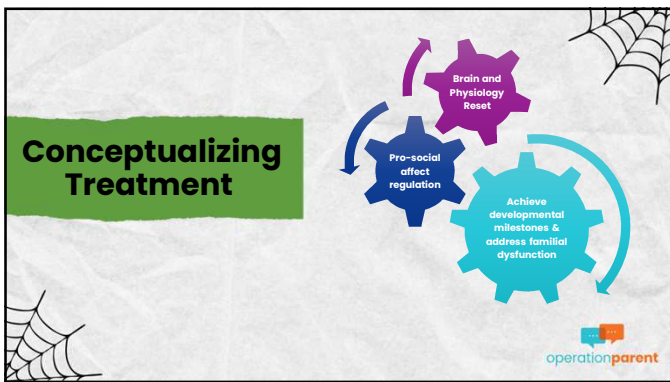 Conceptualizing
Treatment
Brain and
Physiology
Reset
Pro-social
affect
regulation
Achieve
developmental
milestones &
address familial
dysfunction
operationparent